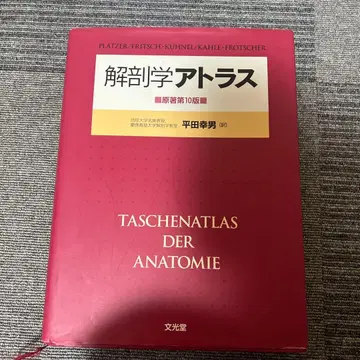 PLATZER・FRITSCH・KÜHNEL・KAHLE・FROTSCHER
解剖学アトラス
■原著第10版■
平田幸男〔訳〕
TASCHENATLAS
DER
ANATOMIE
文光堂